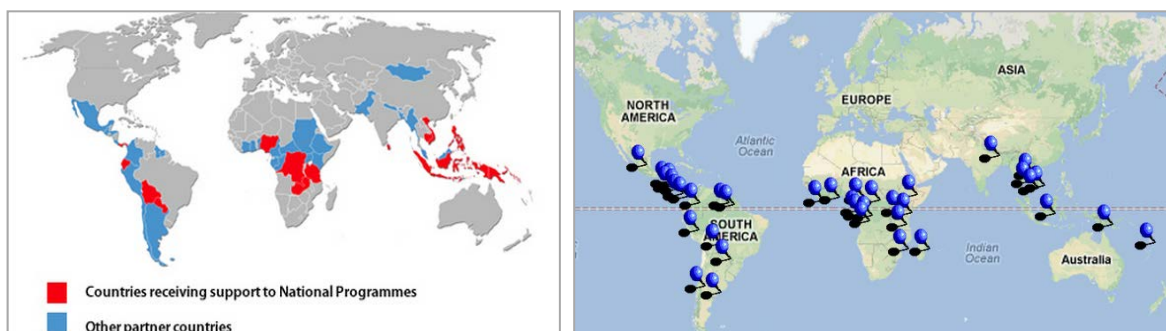 Countries receiving support to National Programmes
Other partner countries
NORTH
AMERICA
Atlantic
Ocean
EUROPE
ASIA
AFRICA
SOUTH
AMERICA
Indian
Ocean
Australia